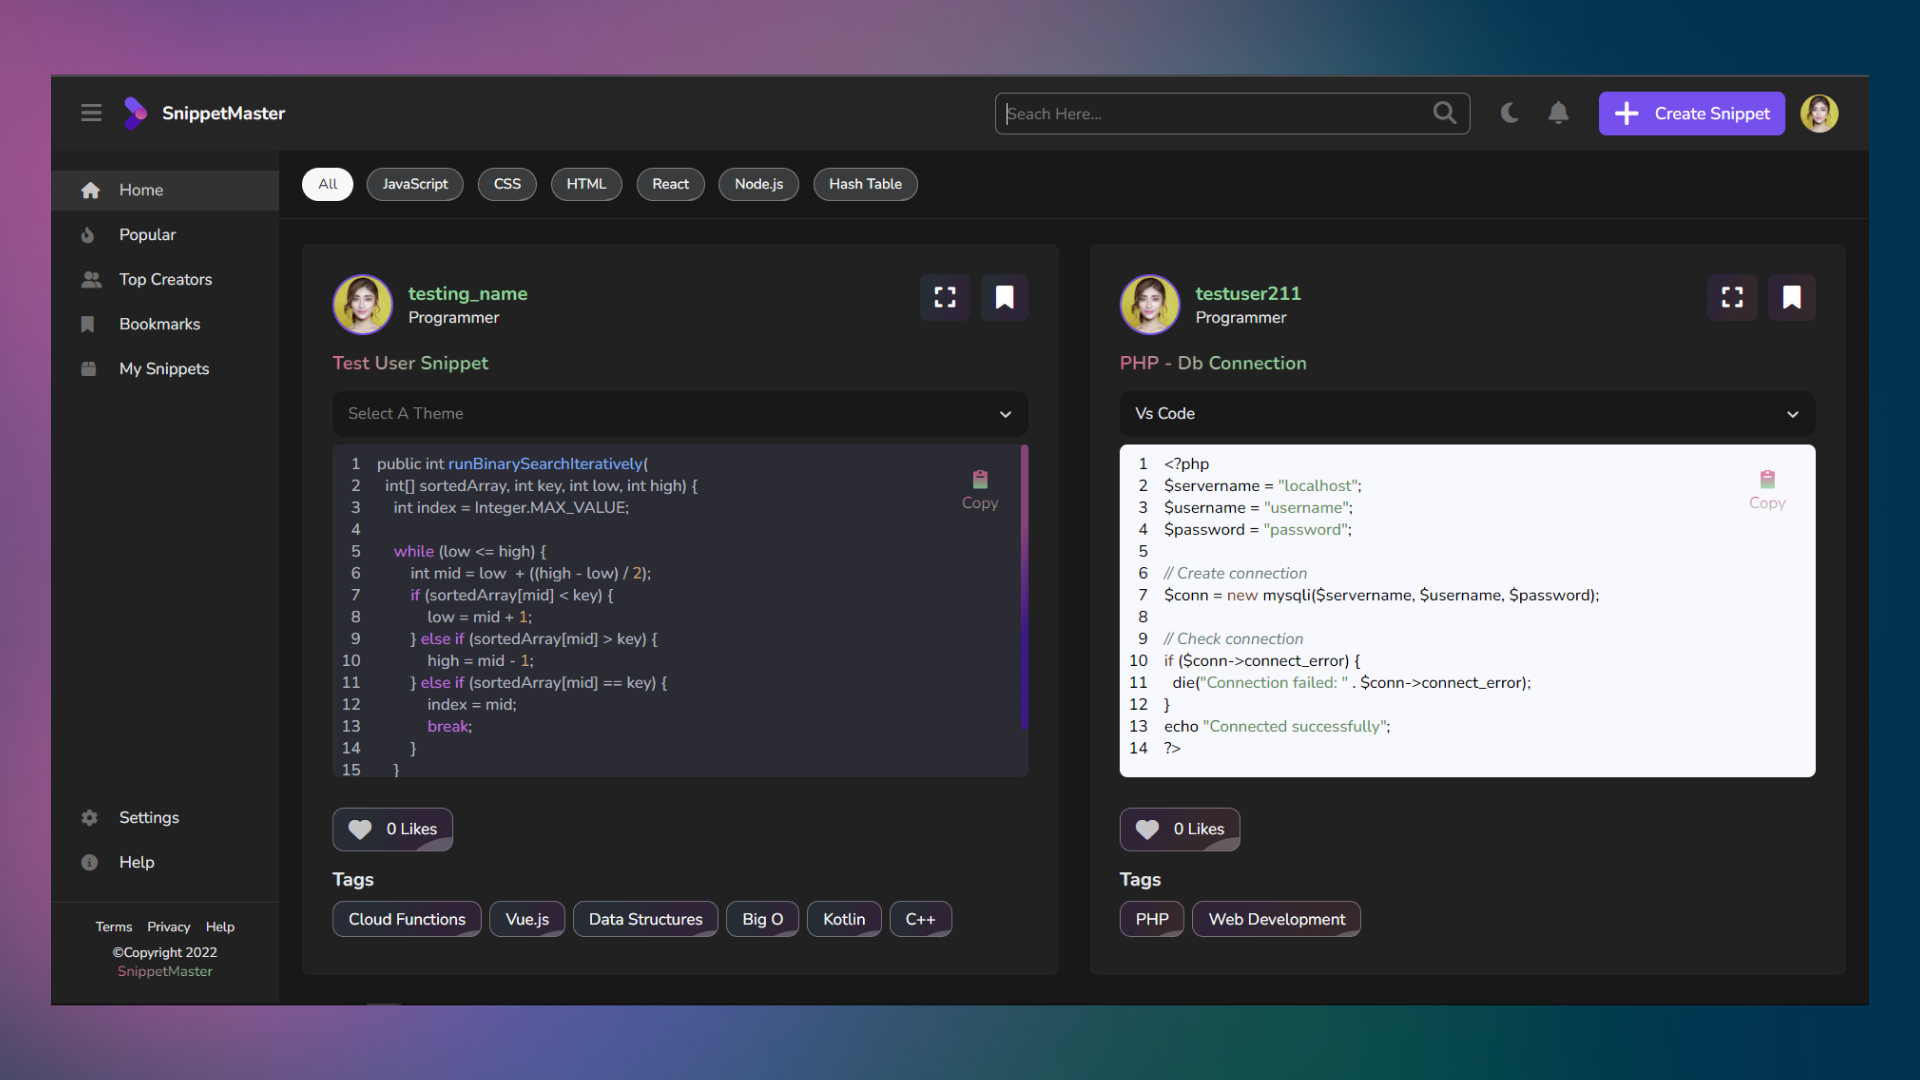 SnippetMaster
Seach Here...
Create Snippet
Home
Popular
Top Creators
Bookmarks
My Snippets
Settings
Help
Terms Privacy Help
©Copyright 2022
SnippetMaster
All JavaScript CSS HTML React Node.js Hash Table
testing_name
Programmer
Test User Snippet
Select A Theme
Copy
1 public int runBinarySearchIteratively(
2 int[] sortedArray, int key, int low, int high) {
3 int index = Integer.MAX_VALUE;
4
5 while (low <= high) {
6 int mid = low + ((high - low) / 2);
7 if (sortedArray[mid] < key) {
8 low = mid + 1;
9 } else if (sortedArray[mid] > key) {
10 high = mid - 1;
11 } else if (sortedArray[mid] == key) {
12 index = mid;
13 break;
14 }
15 }
0 Likes
Tags
Cloud Functions Vue.js Data Structures Big O Kotlin C++
testuser211
Programmer
PHP - Db Connection
Vs Code
Copy
1 <?php
2 $servername = "localhost";
3 $username = "username";
4 $password = "password";
5
6 // Create connection
7 $conn = new mysqli($servername, $username, $password);
8
9 // Check connection
10 if ($conn->connect_error) {
11 die("Connection failed: " . $conn->connect_error);
12 }
13 echo "Connected successfully";
14 ?>
0 Likes
Tags
PHP Web Development